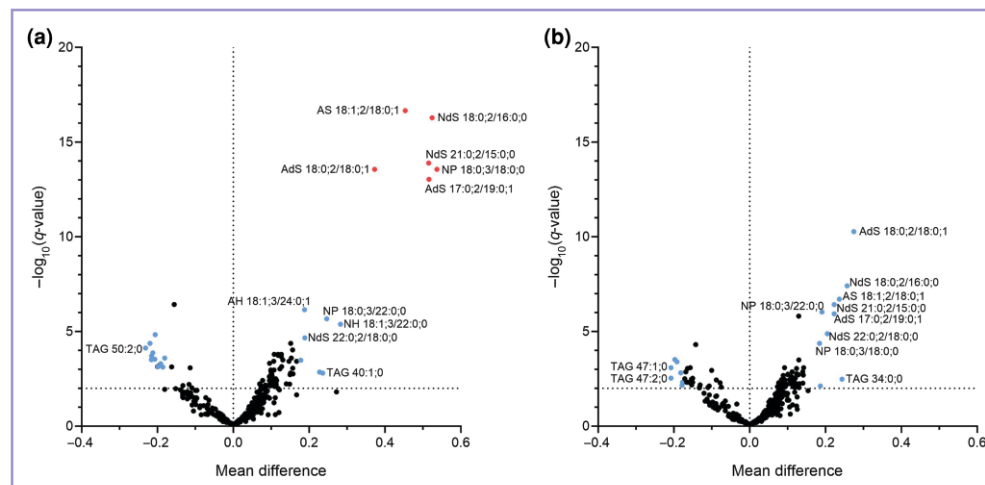 (a)
20
15
10
5
0
−log10(q-value)
AS 18:1;2/18:0;1
NdS 18:0;2/16:0;0
NdS 21:0;2/15:0;0
AdS 18:0;2/18:0;1
NP 18:0;3/18:0;0
AdS 17:0;2/19:0;1
AH 18:1;3/24:0;1
NP 18:0;3/22:0;0
NH 18:1;3/22:0;0
NdS 22:0;2/18:0;0
TAG 50:2;0
TAG 40:1;0
−0.4 −0.2 0.0 0.2 0.4 0.6
Mean difference
(b)
20
15
10
5
0
−log10(q-value)
AdS 18:0;2/18:0;1
NdS 18:0;2/16:0;0
AS 18:1;2/18:0;1
NP 18:0;3/22:0;0
NdS 21:0;2/15:0;0
AdS 17:0;2/19:0;1
NdS 22:0;2/18:0;0
NP 18:0;3/18:0;0
TAG 47:1;0
TAG 47:2;0
TAG 34:0;0
−0.4 −0.2 0.0 0.2 0.4 0.6
Mean difference